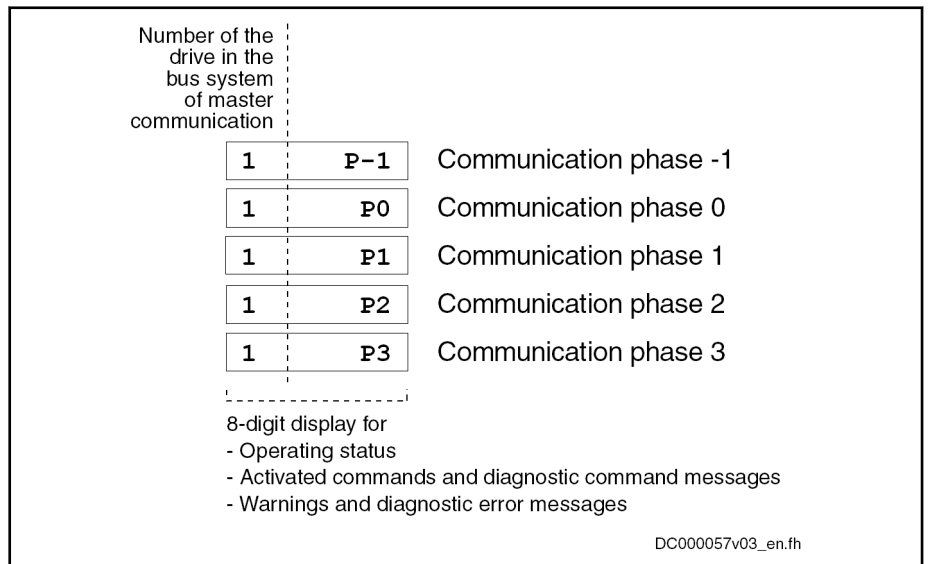 Number of the
drive in the
bus system
of master
communication
1 P-1 Communication phase -1
1 P0 Communication phase 0
1 P1 Communication phase 1
1 P2 Communication phase 2
1 P3 Communication phase 3
8-digit display for
- Operating status
- Activated commands and diagnostic command messages
- Warnings and diagnostic error messages
DC000057v03_en.fh